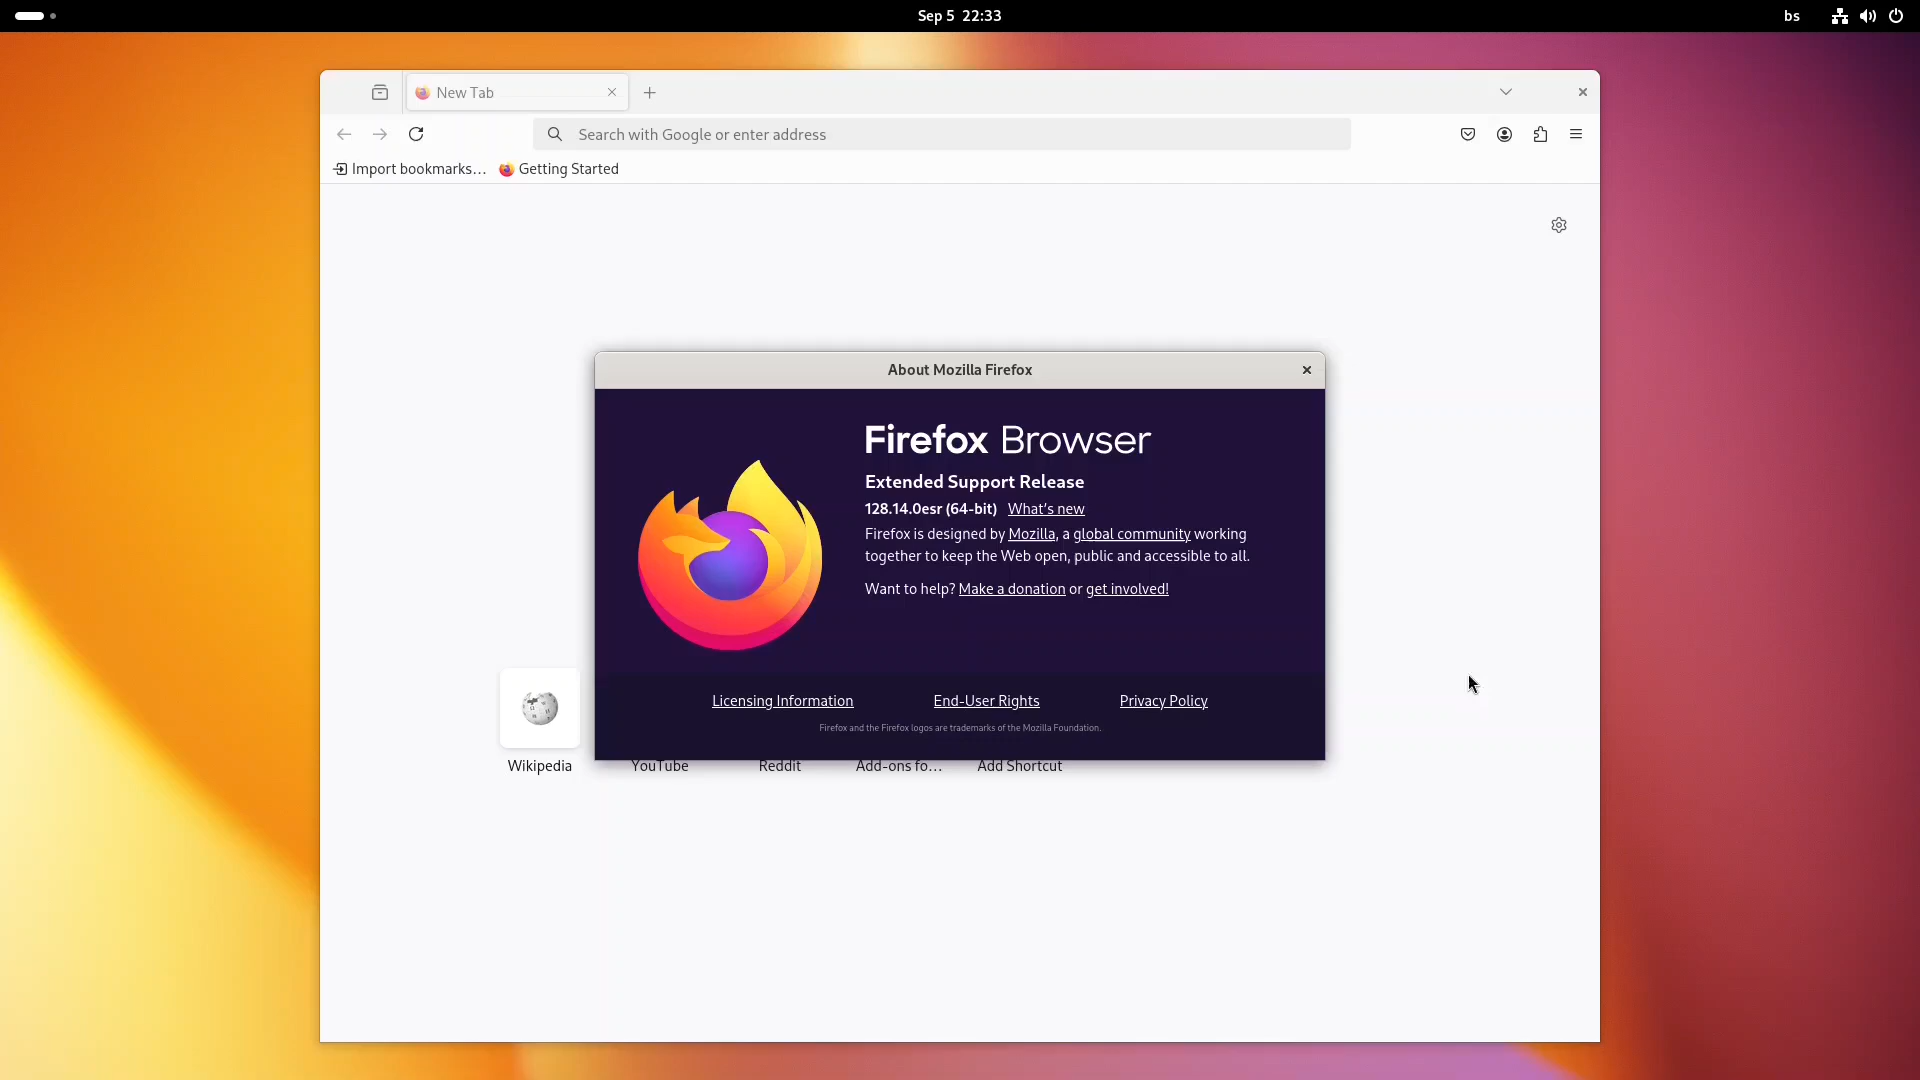 Sep 5 22:33
bs
New Tab
Search with Google or enter address
Import bookmarks…
Getting Started
About Mozilla Firefox
Firefox Browser
Extended Support Release
128.14.0esr (64-bit) What's new
Firefox is designed by Mozilla, a global community working
together to keep the Web open, public and accessible to all.
Want to help? Make a donation or get involved!
Licensing Information
End-User Rights
Privacy Policy
Firefox and the Firefox logos are trademarks of the Mozilla Foundation.
Wikipedia
YouTube
Reddit
Add-ons fo…
Add Shortcut